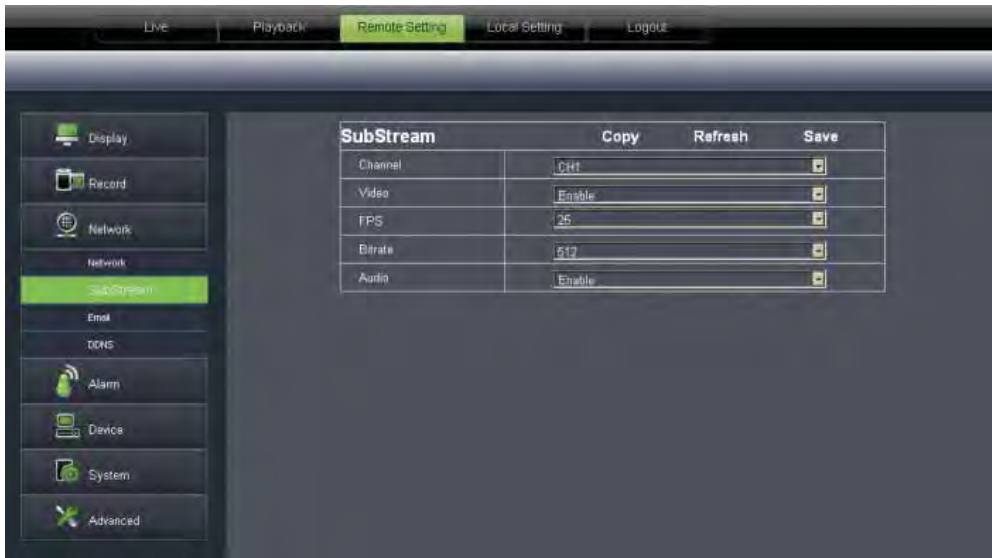 Live Playback Remote Setting Local Setting Logout
Display
Record
Network
Network
SubStream
Email
DDNS
Alarm
Device
System
Advanced
SubStream Copy Refresh Save
Channel CH1
Video Enable
FPS 25
Bitrate 512
Audio Enable